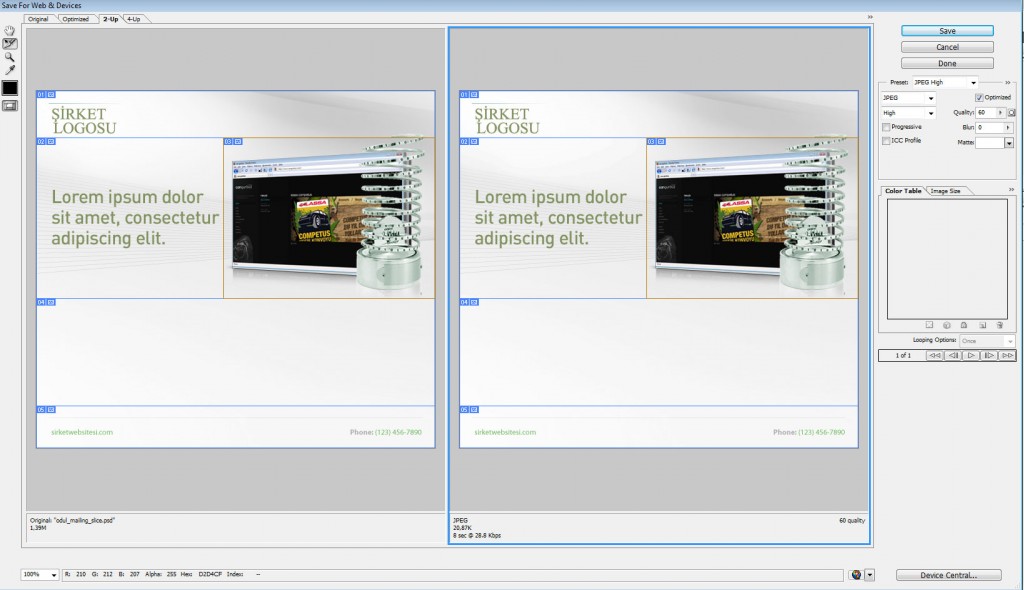 Save For Web & Devices
Original Optimized 2-Up 4-Up
01
ŞİRKET
LOGOSU
02 03
Lorem ipsum dolor
sit amet, consectetur
adipiscing elit.
COMPETUS
04
05
sirketwebsitesi.com Phone: (123) 456-7890
Original: "odul_mailing_slice.psd"
1,39M
01
ŞİRKET
LOGOSU
02 03
Lorem ipsum dolor
sit amet, consectetur
adipiscing elit.
COMPETUS
04
05
sirketwebsitesi.com Phone: (123) 456-7890
JPEG 60 quality
20,87K
8 sec @ 28.8 Kbps
Save
Cancel
Done
Preset: JPEG High
JPEG Optimized
High Quality: 60
Progressive Blur: 0
ICC Profile Matte:
Color Table Image Size
Looping Options: Once
1 of 1
100% R: 210 G: 212 B: 207 Alpha: 255 Hex: D2D4CF Index: --
Device Central...